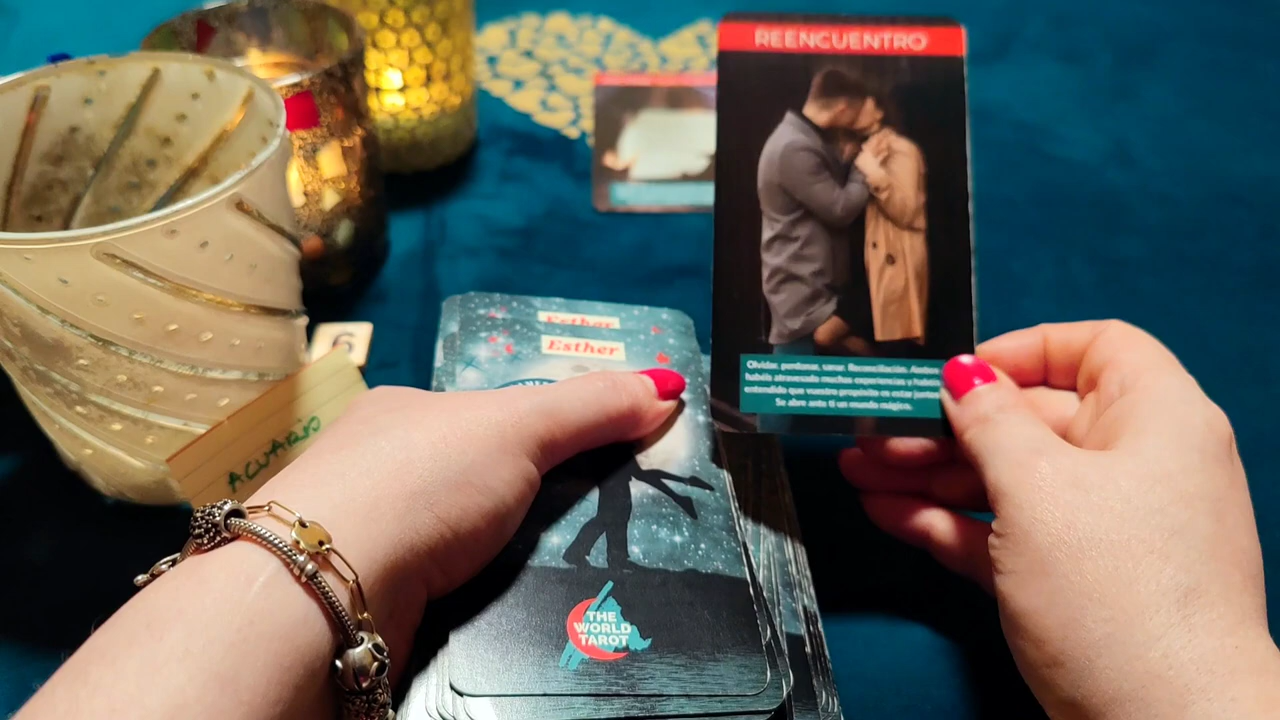 REENCUENTRO
Olvidar, perdonar, sanar. Reconciliación. Ambos
habéis atravesado muchas experiencias y habéis
entendido que vuestro propósito es estar juntos.
Se abre ante ti un mundo mágico.
Esther
Esther
6
ACUARIO
THE
WORLD
TAROT